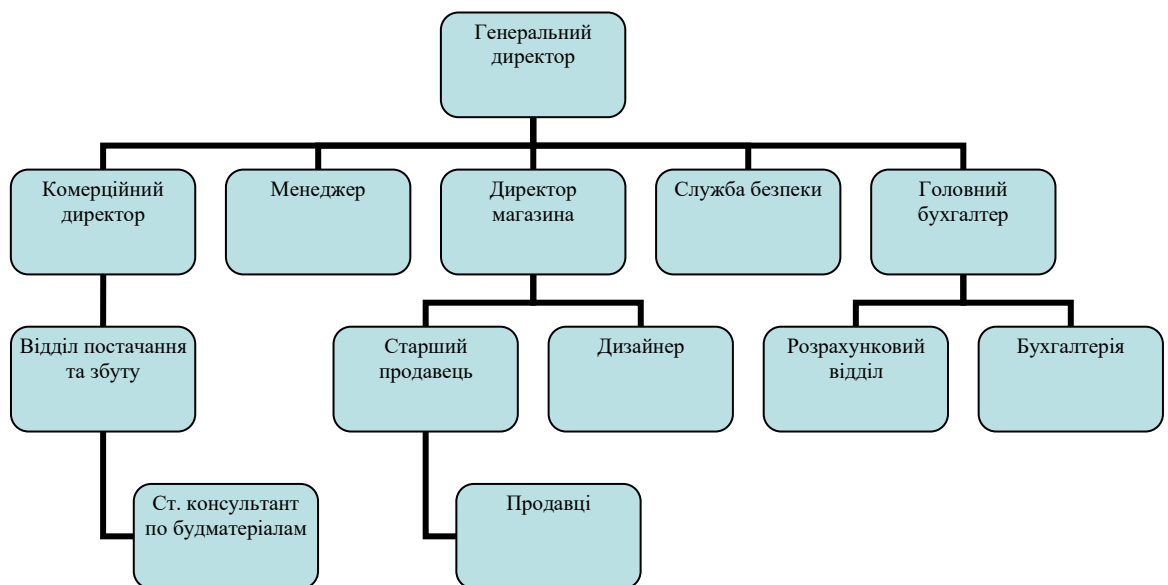 Генеральний
директор
Комерційний
директор
Менеджер
Директор
магазина
Служба безпеки
Головний
бухгалтер
Відділ постачання
та збуту
Старший
продавець
Дизайнер
Розрахунковий
відділ
Бухгалтерія
Ст. консультант
по будматеріалам
Продавці